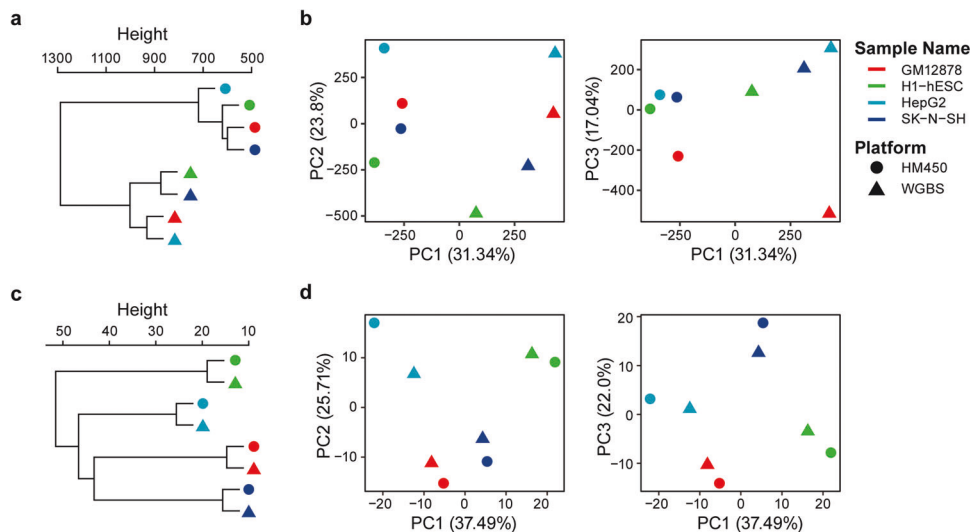 a
Height
1300 1100 900 700 500
b
PC2 (23.8%)
250
0
−250
−500
−250 0 250
PC1 (31.34%)
PC3 (17.04%)
200
0
−200
−400
−250 0 250
PC1 (31.34%)
Sample Name
GM12878
H1−hESC
HepG2
SK−N−SH
Platform
HM450
WGBS
c
Height
50 40 30 20 10
d
PC2 (25.71%)
10
0
−10
−20 −10 0 10 20
PC1 (37.49%)
PC3 (22.0%)
20
10
0
−10
−20 −10 0 10 20
PC1 (37.49%)